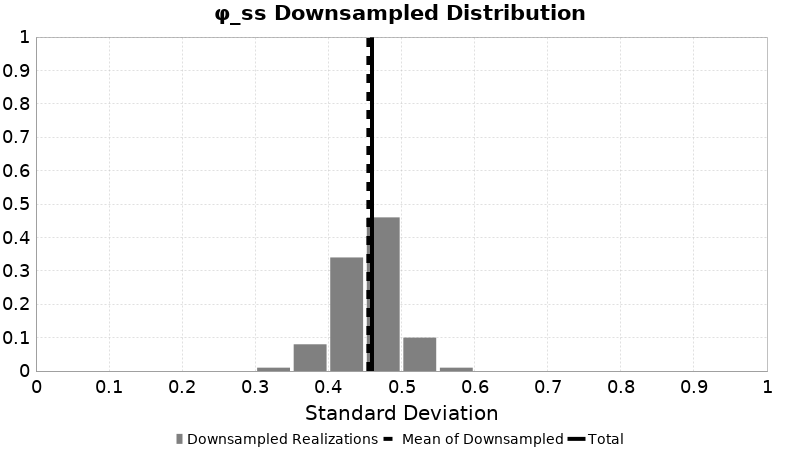 φ_ss Downsampled Distribution
1
0.9
0.8
0.7
0.6
0.5
0.4
0.3
0.2
0.1
0
0 0.1 0.2 0.3 0.4 0.5 0.6 0.7 0.8 0.9 1
Standard Deviation
Downsampled Realizations Mean of Downsampled Total